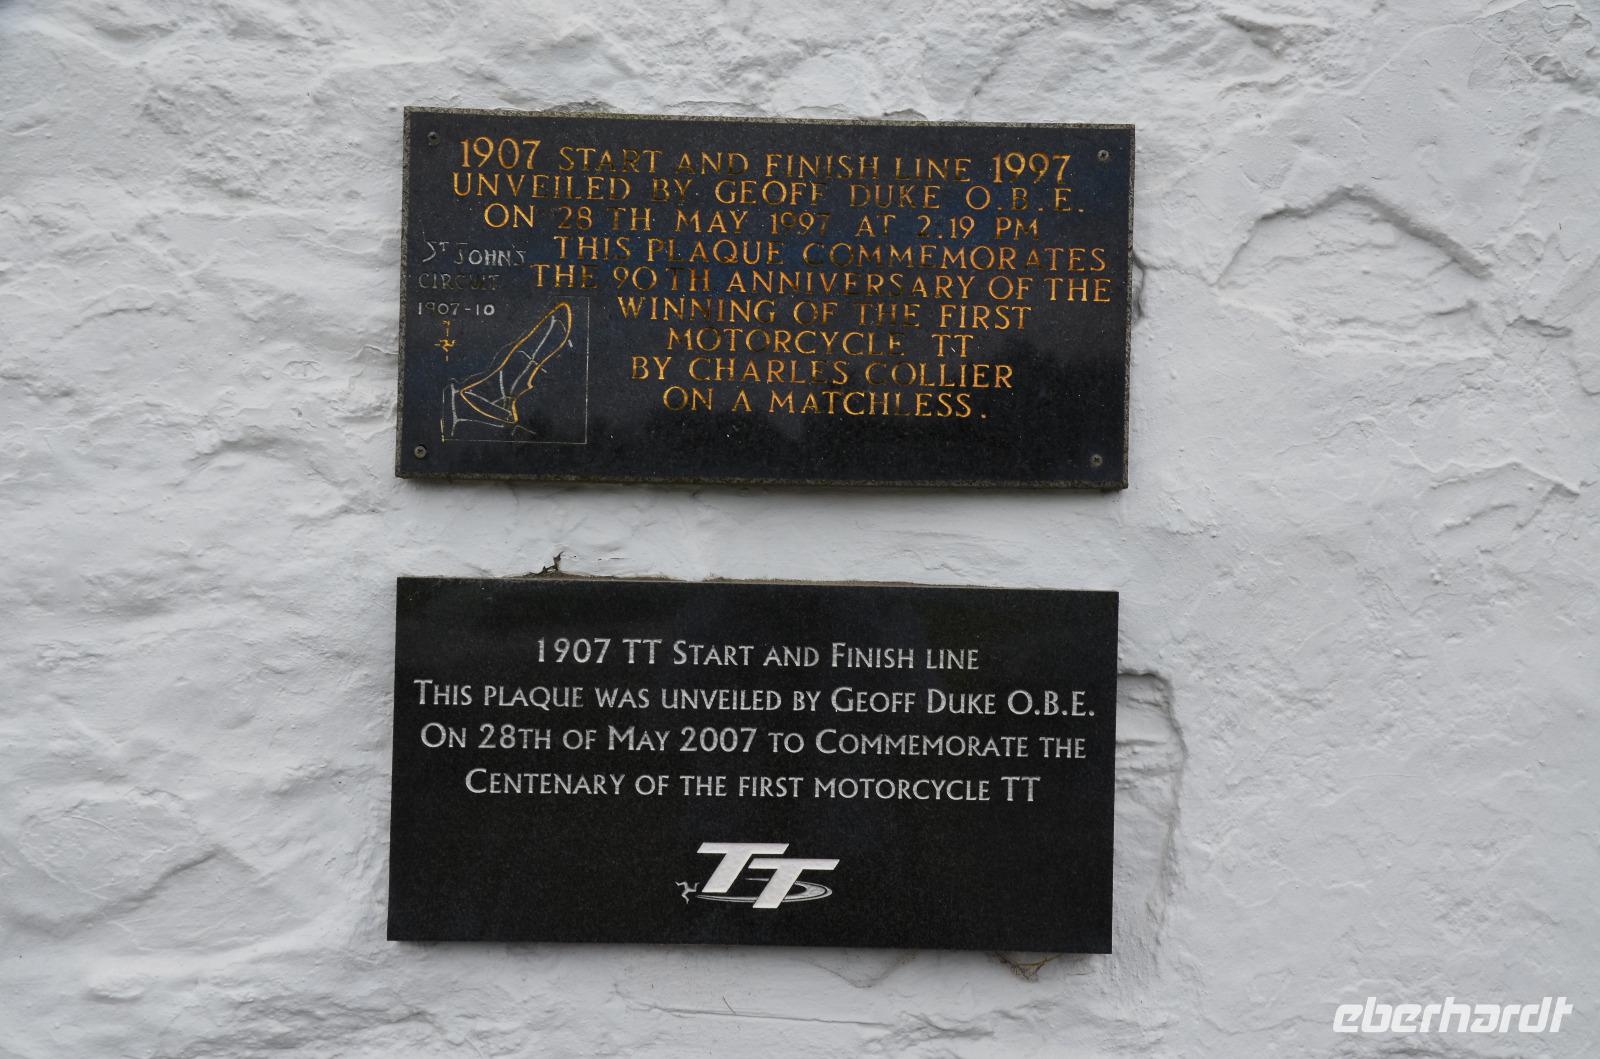 1907 START AND FINISH LINE 1997
UNVEILED BY GEOFF DUKE O.B.E.
ON 28TH MAY 1997 AT 2.19 PM
THIS PLAQUE COMMEMORATES
THE 90TH ANNIVERSARY OF THE
WINNING OF THE FIRST
MOTORCYCLE TT
BY CHARLES COLLIER
ON A MATCHLESS.
ST JOHN'S
CIRCUIT
1907-10
1907 TT START AND FINISH LINE
THIS PLAQUE WAS UNVEILED BY GEOFF DUKE O.B.E.
ON 28TH OF MAY 2007 TO COMMEMORATE THE
CENTENARY OF THE FIRST MOTORCYCLE TT
TT
eberhardt